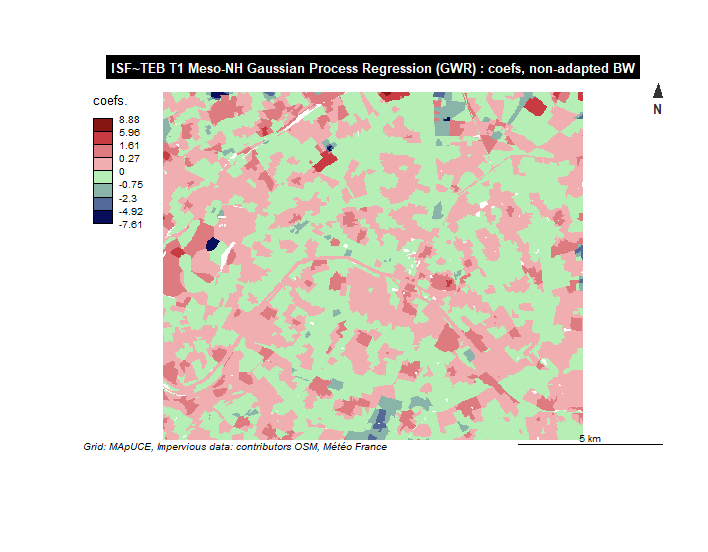 ISF~TEB T1 Meso-NH Gaussian Process Regression (GWR) : coefs, non-adapted BW
coefs.
8.88
5.96
1.61
0.27
0
-0.75
-2.3
-4.92
-7.61
N
5 km
Grid: MApUCE, Impervious data: contributors OSM, Météo France